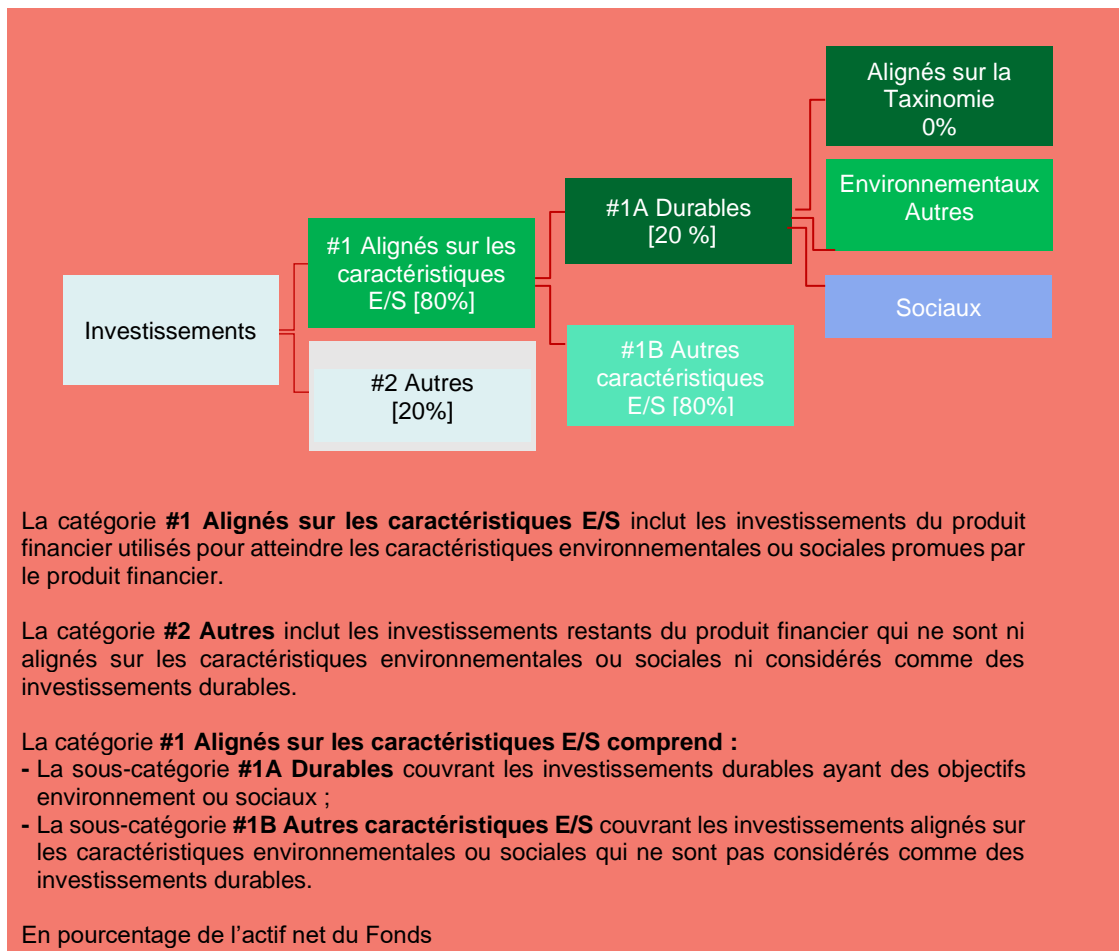 Investissements
#1 Alignés sur les
caractéristiques
E/S [80%]
#2 Autres
[20%]
#1A Durables
[20 %]
#1B Autres
caractéristiques
E/S [80%]
Alignés sur la
Taxinomie
0%
Environnementaux
Autres
Sociaux
La catégorie #1 Alignés sur les caractéristiques E/S inclut les investissements du produit
financier utilisés pour atteindre les caractéristiques environnementales ou sociales promues par
le produit financier.
La catégorie #2 Autres inclut les investissements restants du produit financier qui ne sont ni
alignés sur les caractéristiques environnementales ou sociales ni considérés comme des
investissements durables.
La catégorie #1 Alignés sur les caractéristiques E/S comprend :
- La sous-catégorie #1A Durables couvrant les investissements durables ayant des objectifs
environnement ou sociaux ;
- La sous-catégorie #1B Autres caractéristiques E/S couvrant les investissements alignés sur
les caractéristiques environnementales ou sociales qui ne sont pas considérés comme des
investissements durables.
En pourcentage de l’actif net du Fonds